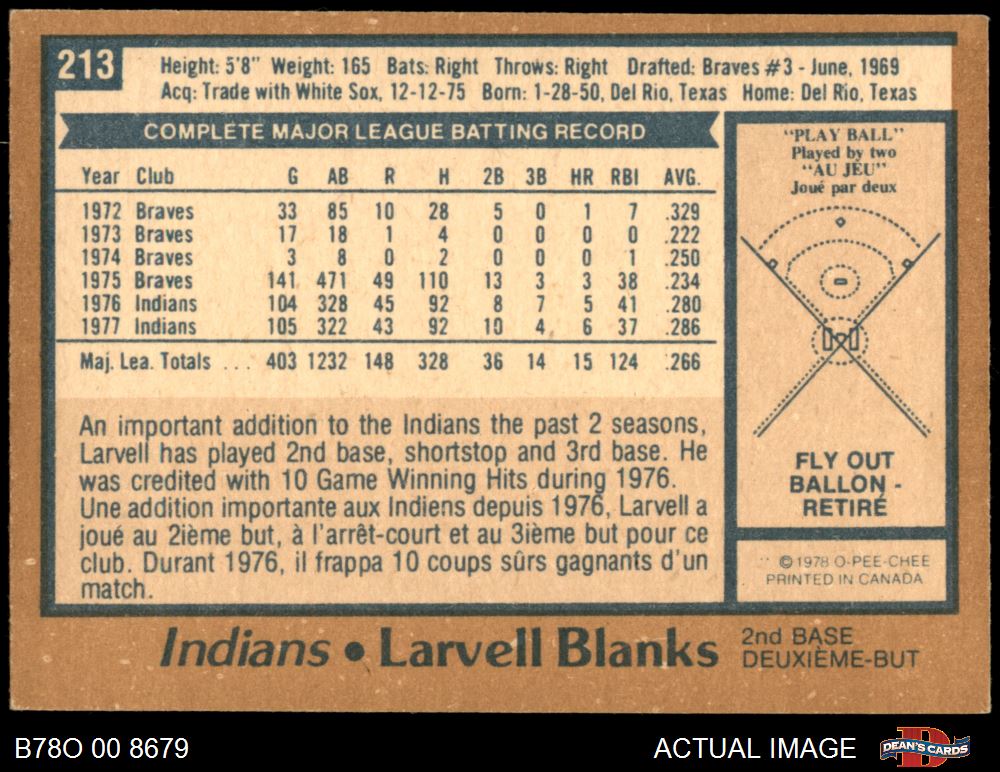 213
Height: 5'8" Weight: 165 Bats: Right Throws: Right Drafted: Braves #3 - June, 1969
Acq: Trade with White Sox, 12-12-75 Born: 1-28-50, Del Rio, Texas Home: Del Rio, Texas
COMPLETE MAJOR LEAGUE BATTING RECORD
Year Club G AB R H 2B 3B HR RBI AVG.
1972 Braves 33 85 10 28 5 0 1 7 .329
1973 Braves 17 18 1 4 0 0 0 0 .222
1974 Braves 3 8 0 2 0 0 0 1 .250
1975 Braves 141 471 49 110 13 3 3 38 .234
1976 Indians 104 328 45 92 8 7 5 41 .280
1977 Indians 105 322 43 92 10 4 6 37 .286
Maj. Lea. Totals ... 403 1232 148 328 36 14 15 124 .266
An important addition to the Indians the past 2 seasons,
Larvell has played 2nd base, shortstop and 3rd base. He
was credited with 10 Game Winning Hits during 1976.
Une addition importante aux Indiens depuis 1976, Larvell a
joué au 2ième but, à l'arrêt-court et au 3ième but pour ce
club. Durant 1976, il frappa 10 coups sûrs gagnants d'un
match.
"PLAY BALL"
Played by two
"AU JEU"
Joué par deux
FLY OUT
BALLON -
RETIRÉ
© 1978 O-PEE-CHEE
PRINTED IN CANADA
Indians • Larvell Blanks
2nd BASE
DEUXIÈME-BUT
B78O 00 8679
ACTUAL IMAGE
DEAN'S CARDS